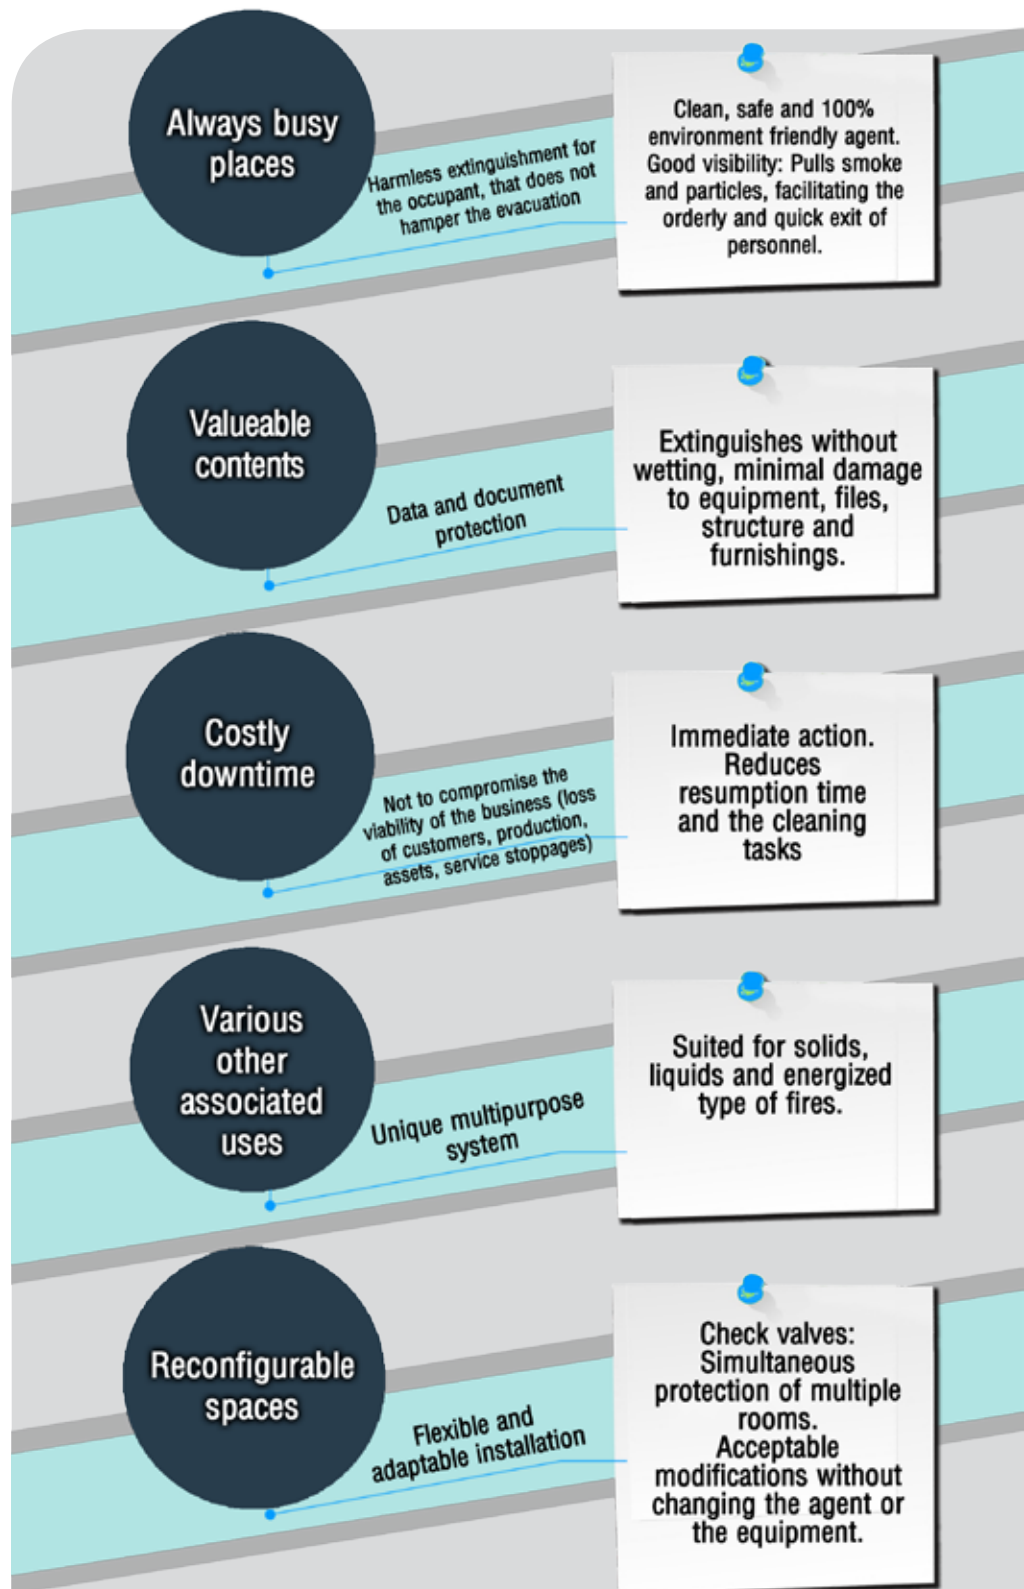 Always busy
places
Harmless extinguishment for
the occupant, that does not
hamper the evacuation
Clean, safe and 100%
environment friendly agent.
Good visibility: Pulls smoke
and particles, facilitating the
orderly and quick exit of
personnel.
Valueable
contents
Data and document
protection
Extinguishes without
wetting, minimal damage
to equipment, files,
structure and
furnishings.
Costly
downtime
Not to compromise the
viability of the business (loss
of customers, production,
assets, service stoppages)
Immediate action.
Reduces
resumption time
and the cleaning
tasks
Various
other
associated
uses
Unique multipurpose
system
Suited for solids,
liquids and energized
type of fires.
Reconfigurable
spaces
Flexible and
adaptable installation
Check valves:
Simultaneous
protection of multiple
rooms.
Acceptable
modifications without
changing the agent or
the equipment.